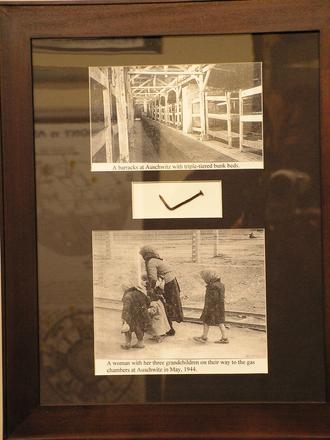 A barracks at Auschwitz with triple-tiered bunk beds.
A woman with her three grandchildren on their way to the gas
chambers at Auschwitz in May, 1944.